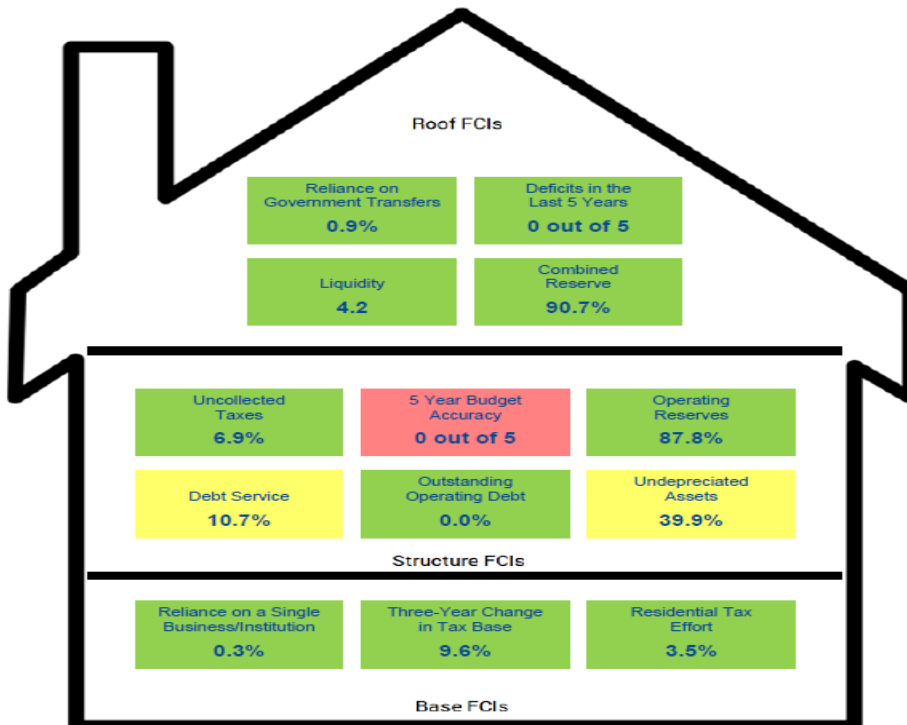 Roof FCIs
Reliance on
Government Transfers
0.9%
Deficits in the
Last 5 Years
0 out of 5
Liquidity
4.2
Combined
Reserve
90.7%
Uncollected
Taxes
6.9%
5 Year Budget
Accuracy
0 out of 5
Operating
Reserves
87.8%
Debt Service
10.7%
Outstanding
Operating Debt
0.0%
Undepreciated
Assets
39.9%
Structure FCIs
Reliance on a Single
Business/Institution
0.3%
Three-Year Change
in Tax Base
9.6%
Residential Tax
Effort
3.5%
Base FCIs